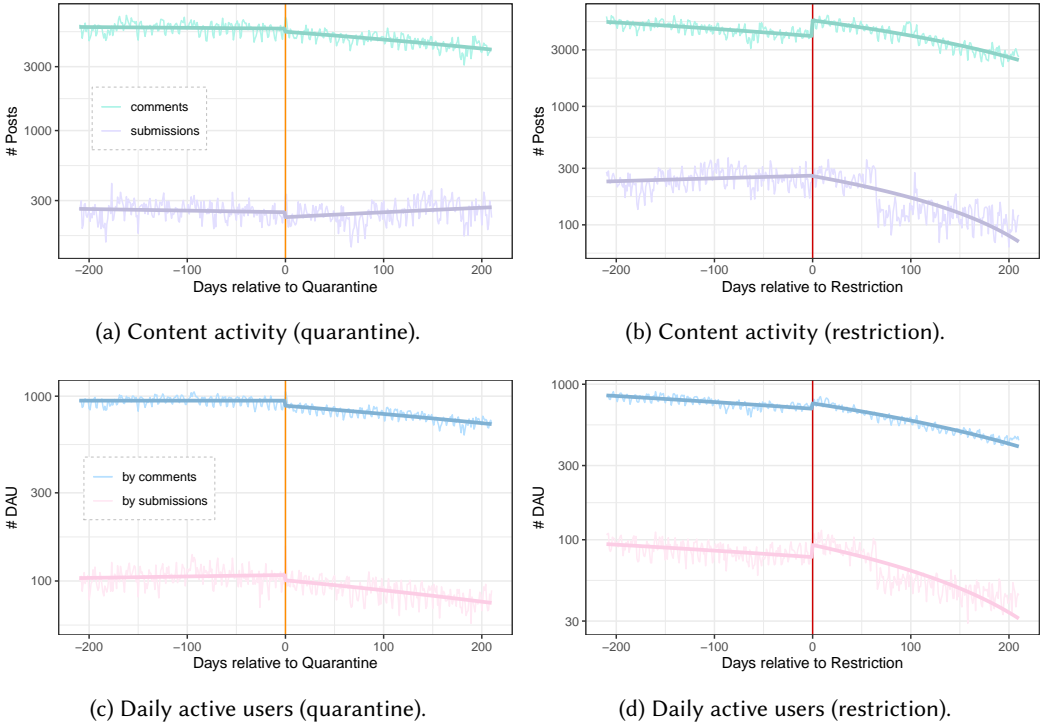 3000
1000
300
# Posts
comments
submissions
−200 −100 0 100 200
Days relative to Quarantine
(a) Content activity (quarantine).
3000
1000
300
100
# Posts
−200 −100 0 100 200
Days relative to Restriction
(b) Content activity (restriction).
1000
300
100
# DAU
by comments
by submissions
−200 −100 0 100 200
Days relative to Quarantine
(c) Daily active users (quarantine).
1000
300
100
30
# DAU
−200 −100 0 100 200
Days relative to Restriction
(d) Daily active users (restriction).